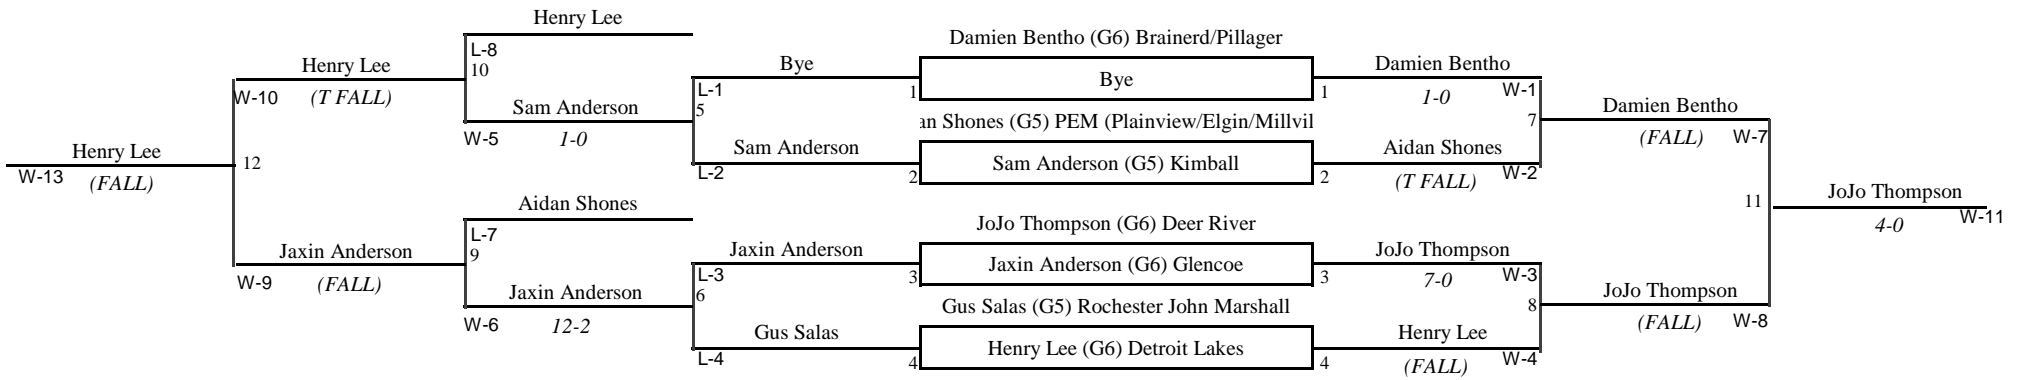 Henry Lee
Damien Bentho (G6) Brainerd/Pillager
L-8
10
Henry Lee
Bye
Bye
Damien Bentho
W-10
(T FALL)
L-1
1
1
1-0
W-1
5
Sam Anderson
Damien Bentho
W-5
1-0
an Shones (G5) PEM (Plainview/Elgin/Millvil
7
(FALL)
W-7
Henry Lee
12
Sam Anderson
Sam Anderson (G5) Kimball
Aidan Shones
W-13
(FALL)
L-2
2
2
(T FALL)
W-2
11
JoJo Thompson
4-0
W-11
Aidan Shones
JoJo Thompson (G6) Deer River
L-7
9
Jaxin Anderson
Jaxin Anderson
Jaxin Anderson (G6) Glencoe
JoJo Thompson
W-9
(FALL)
L-3
3
3
7-0
W-3
6
Jaxin Anderson
JoJo Thompson
W-6
12-2
Gus Salas (G5) Rochester John Marshall
8
(FALL)
W-8
Gus Salas
Henry Lee (G6) Detroit Lakes
Henry Lee
L-4
4
4
(FALL)
W-4